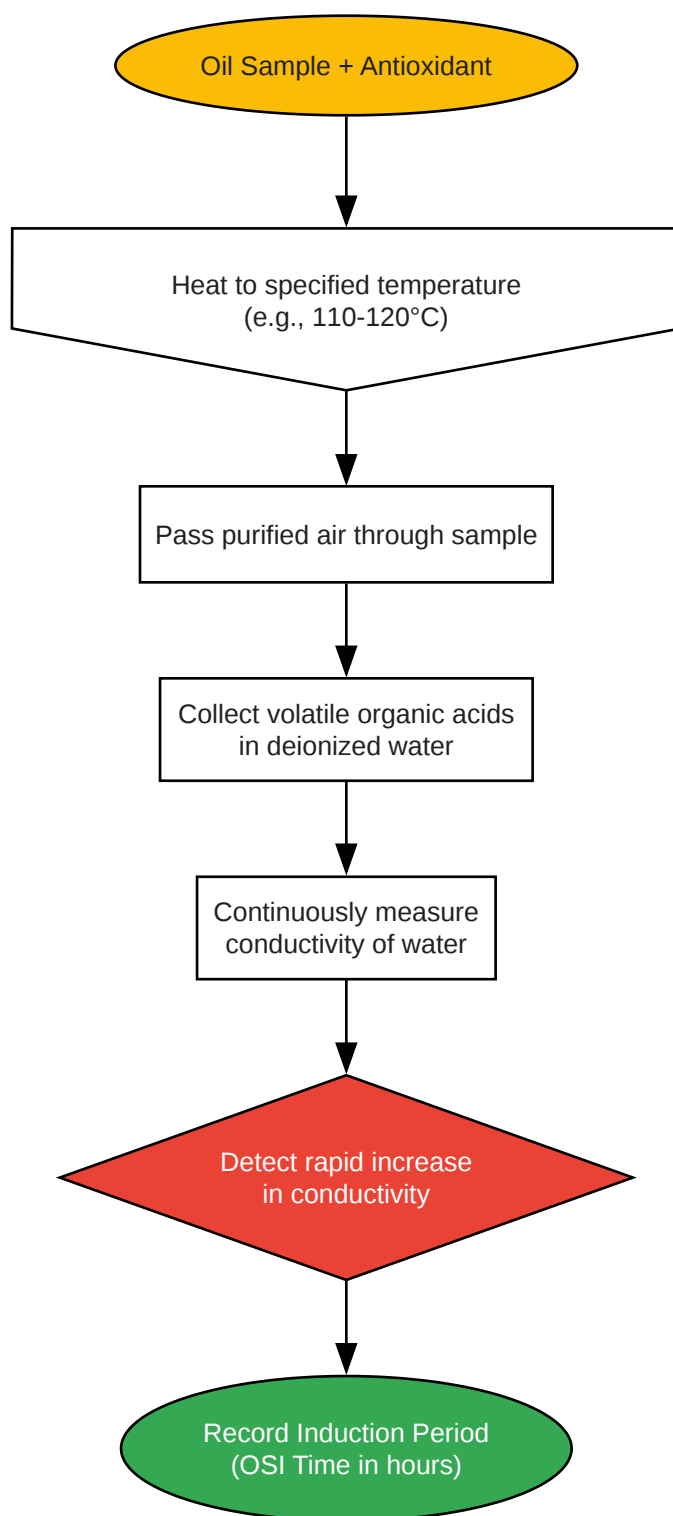 Oil Sample + Antioxidant
Heat to specified temperature
(e.g., 110-120°C)
Pass purified air through sample
Collect volatile organic acids
in deionized water
Continuously measure
conductivity of water
Detect rapid increase
in conductivity
Record Induction Period
(OSI Time in hours)